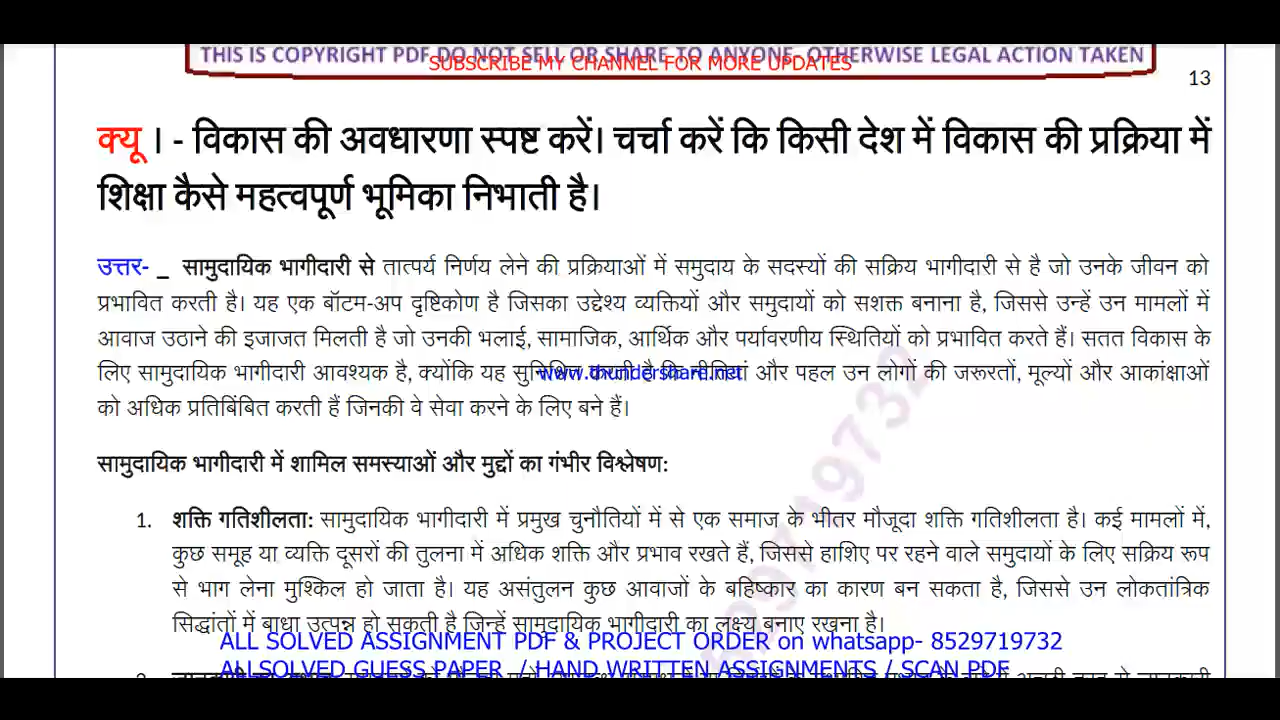 THIS IS COPYRIGHT PDF DO NOT SELL OR SHARE TO ANYONE- OTHERWISE LEGAL ACTION TAKEN
SUBSCRIBE MY CHANNEL FOR MORE UPDATES
13
क्यू । - विकास की अवधारणा स्पष्ट करें। चर्चा करें कि किसी देश में विकास की प्रक्रिया में
शिक्षा कैसे महत्वपूर्ण भूमिका निभाती है।
उत्तर- _ सामुदायिक भागीदारी से तात्पर्य निर्णय लेने की प्रक्रियाओं में समुदाय के सदस्यों की सक्रिय भागीदारी से है जो उनके जीवन को
प्रभावित करती है। यह एक बॉटम-अप दृष्टिकोण है जिसका उद्देश्य व्यक्तियों और समुदायों को सशक्त बनाना है, जिससे उन्हें उन मामलों में
आवाज उठाने की इजाजत मिलती है जो उनकी भलाई, सामाजिक, आर्थिक और पर्यावरणीय स्थितियों को प्रभावित करते हैं। सतत विकास के
लिए सामुदायिक भागीदारी आवश्यक है, क्योंकि यह और पहल उन लोगों की जरूरतों, मूल्यों और आकांक्षाओं
www.thundershare.net
को अधिक प्रतिबिंबित करती हैं जिनकी वे सेवा करने के लिए बने हैं।
सामुदायिक भागीदारी में शामिल समस्याओं और मुद्दों का गंभीर विश्लेषण:
1. शक्ति गतिशीलता: सामुदायिक भागीदारी में प्रमुख चुनौतियों में से एक समाज के भीतर मौजूदा शक्ति गतिशीलता है। कई मामलों में,
कुछ समूह या व्यक्ति दूसरों की तुलना में अधिक शक्ति और प्रभाव रखते हैं, जिससे हाशिए पर रहने वाले समुदायों के लिए सक्रिय रूप
से भाग लेना मुश्किल हो जाता है। यह असंतुलन कुछ आवाजों के बहिष्कार का कारण बन सकता है, जिससे उन लोकतांत्रिक
सिद्धांतों में बाधा उत्पन्न हो सकती है जिन्हें सामुदायिक भागीदारी का लक्ष्य बनाए रखना है।
ALL SOLVED ASSIGNMENT PDF & PROJECT ORDER on whatsapp- 8529719732
All SOLVED GUESS PAPER / HAND WRITTEN ASSIGNMENTS / SCAN PDF
8529719732